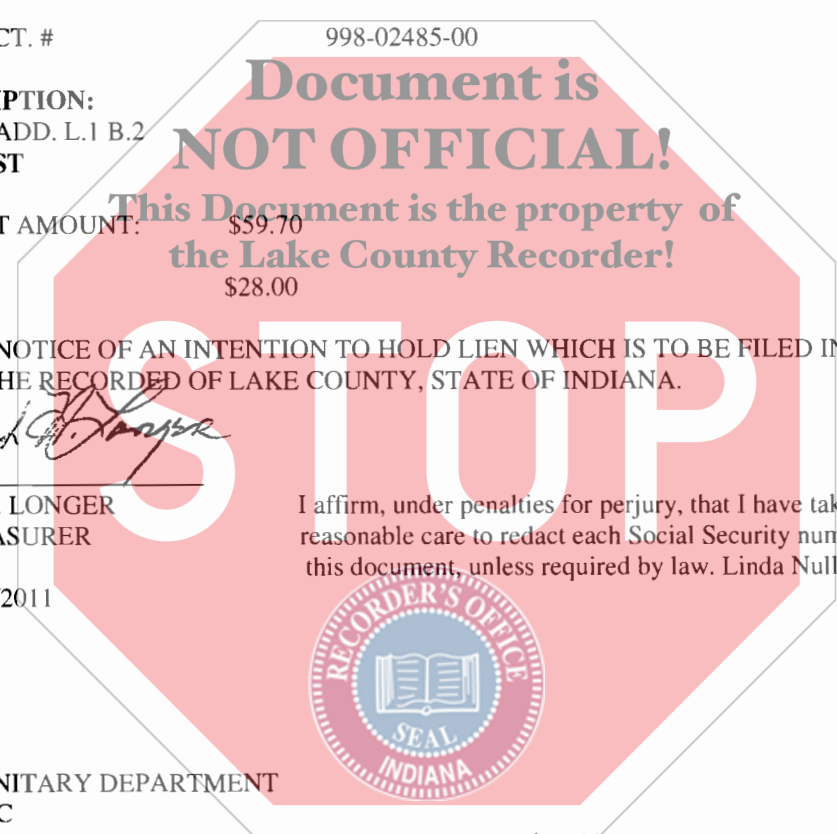 CT. # 998-02485-00
Document is
IPTION:
ADD. L.1 B.2
NOT OFFICIAL!
ST
This Document is the property of
T AMOUNT: $59.70
the Lake County Recorder!
$28.00
STOP
NOTICE OF AN INTENTION TO HOLD LIEN WHICH IS TO BE FILED IN
HE RECORDED OF LAKE COUNTY, STATE OF INDIANA.
LONGER
ASURER
I affirm, under penalties for perjury, that I have tak
reasonable care to redact each Social Security num
this document, unless required by law. Linda Null
/2011
RECORDER'S OFFICE
SEAL
INDIANA
NITARY DEPARTMENT
C